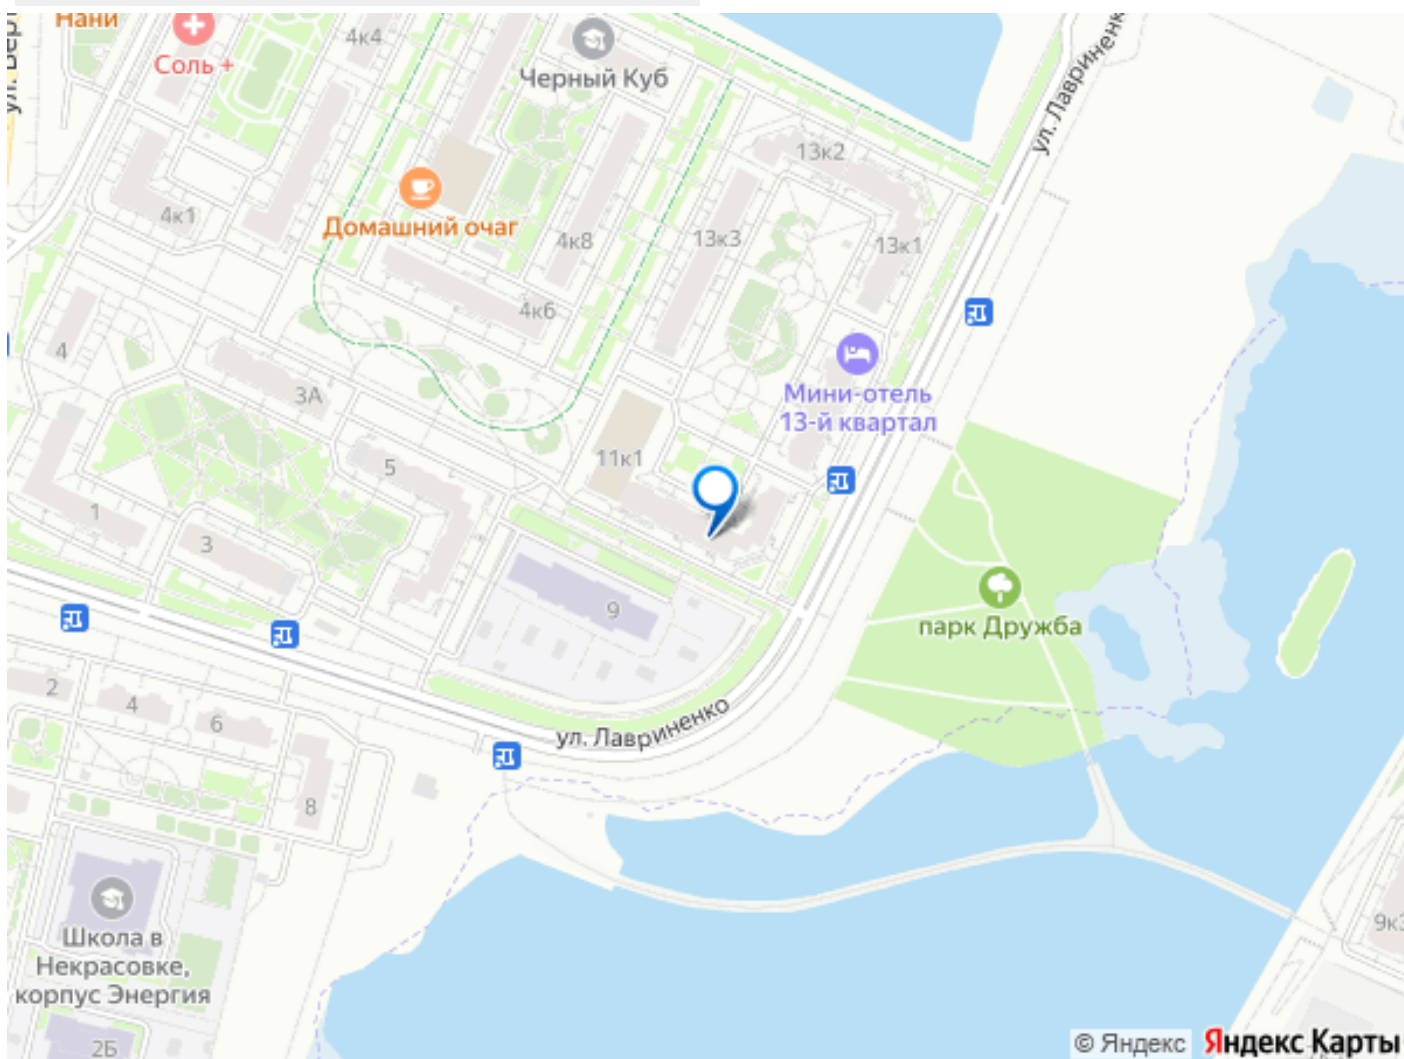 Нани
Соль +
4к4
Черный Куб
ул. Лавриненко
13к2
4к1
Домашний очаг
4к8
13к3
13к1
4к6
4
3А
Мини-отель
13-й квартал
11к1
5
1
3
9
парк Дружба
2
4
6
ул. Лавриненко
8
Школа в
Некрасовке,
корпус Энергия
2Б
© Яндекс Яндекс Карты